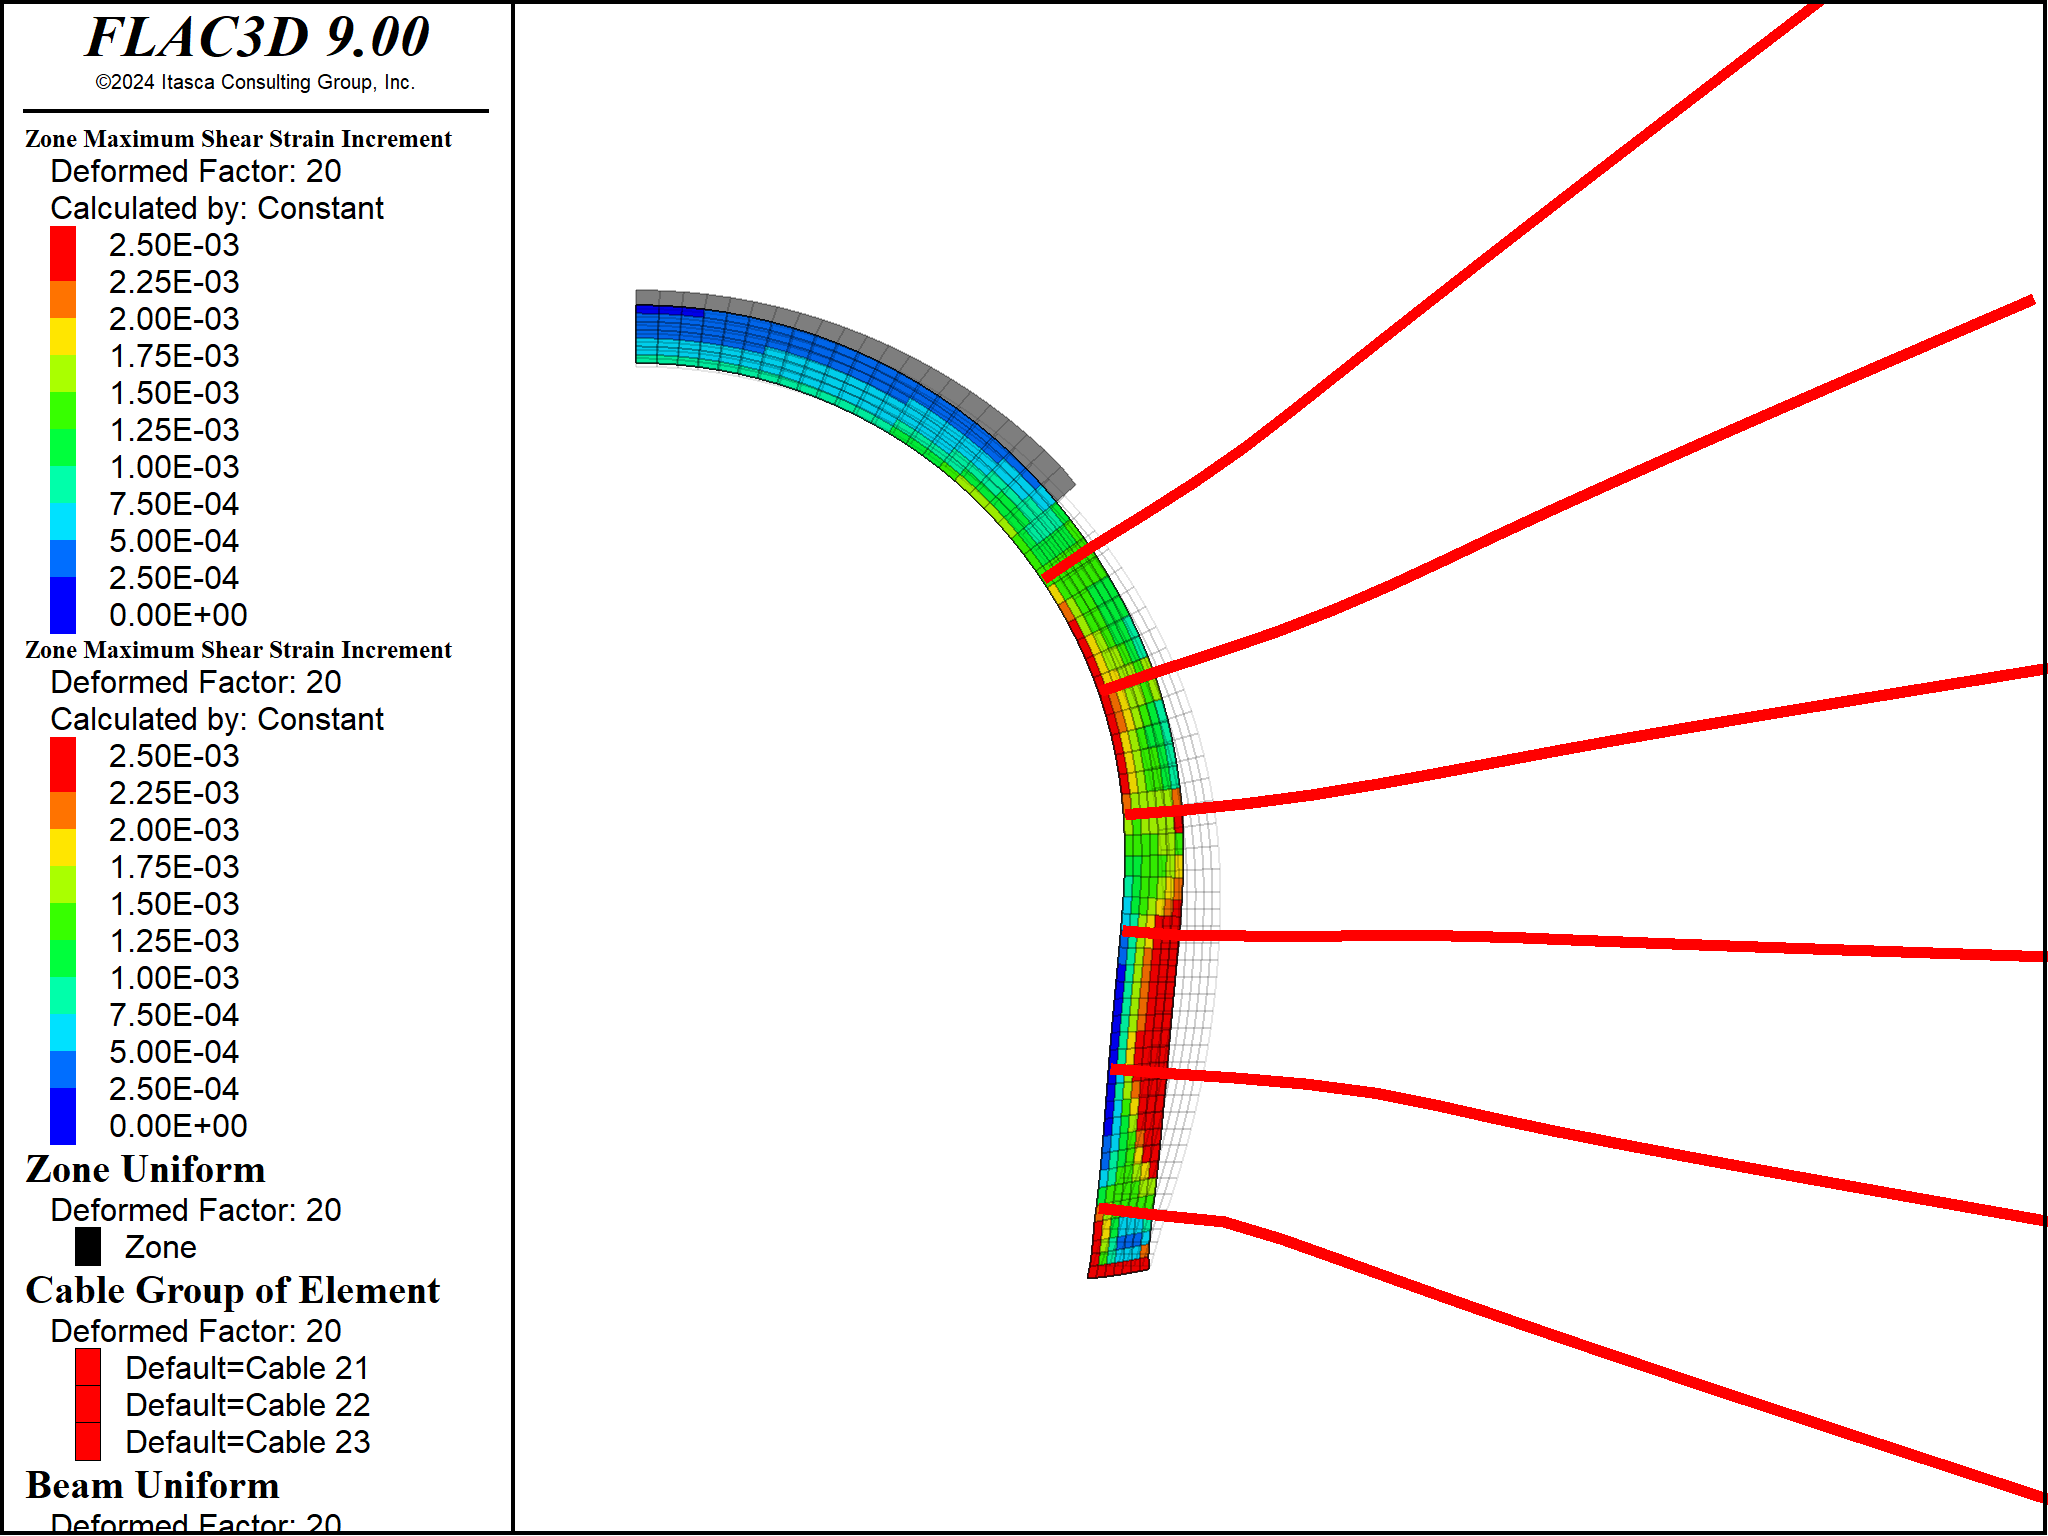 FLAC3D 9.00
©2024 Itasca Consulting Group, Inc.
Zone Maximum Shear Strain Increment
Deformed Factor: 20
Calculated by: Constant
2.50E-03
2.25E-03
2.00E-03
1.75E-03
1.50E-03
1.25E-03
1.00E-03
7.50E-04
5.00E-04
2.50E-04
0.00E+00
Zone Maximum Shear Strain Increment
Deformed Factor: 20
Calculated by: Constant
2.50E-03
2.25E-03
2.00E-03
1.75E-03
1.50E-03
1.25E-03
1.00E-03
7.50E-04
5.00E-04
2.50E-04
0.00E+00
Zone Uniform
Deformed Factor: 20
Zone
Cable Group of Element
Deformed Factor: 20
Default=Cable 21
Default=Cable 22
Default=Cable 23
Beam Uniform
Deformed Factor: 20